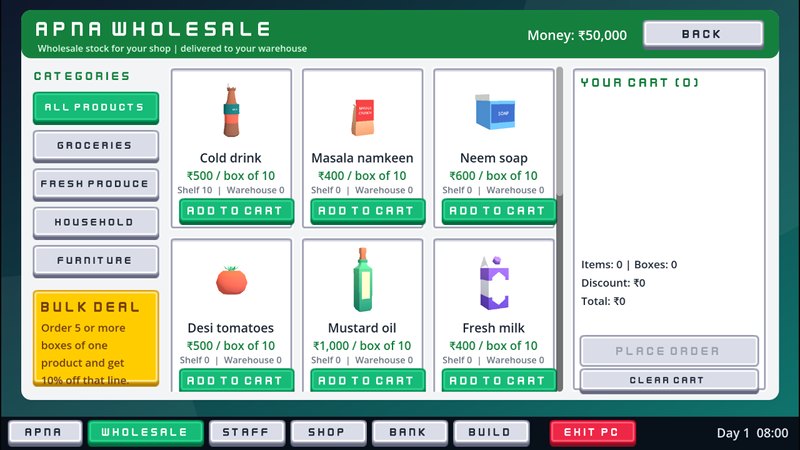 APNA WHOLESALE
Wholesale stock for your shop | delivered to your warehouse
Money: ₹50,000
BACK
CATEGORIES
ALL PRODUCTS
GROCERIES
FRESH PRODUCE
HOUSEHOLD
FURNITURE
BULK DEAL
Order 5 or more
boxes of one
product and get
10% off that line.
Cold drink
₹500 / box of 10
Shelf 10 | Warehouse 0
ADD TO CART
Masala namkeen
₹400 / box of 10
Shelf 0 | Warehouse 0
ADD TO CART
SOAP
Neem soap
₹600 / box of 10
Shelf 0 | Warehouse 0
ADD TO CART
Desi tomatoes
₹500 / box of 10
Shelf 0 | Warehouse 0
ADD TO CART
Mustard oil
₹1,000 / box of 10
Shelf 0 | Warehouse 0
ADD TO CART
Fresh milk
₹400 / box of 10
Shelf 0 | Warehouse 0
ADD TO CART
YOUR CART (0)
Items: 0 | Boxes: 0
Discount: ₹0
Total: ₹0
PLACE ORDER
CLEAR CART
APNA
WHOLESALE
STAFF
SHOP
BANK
BUILD
EXIT PC
Day 1 08:00